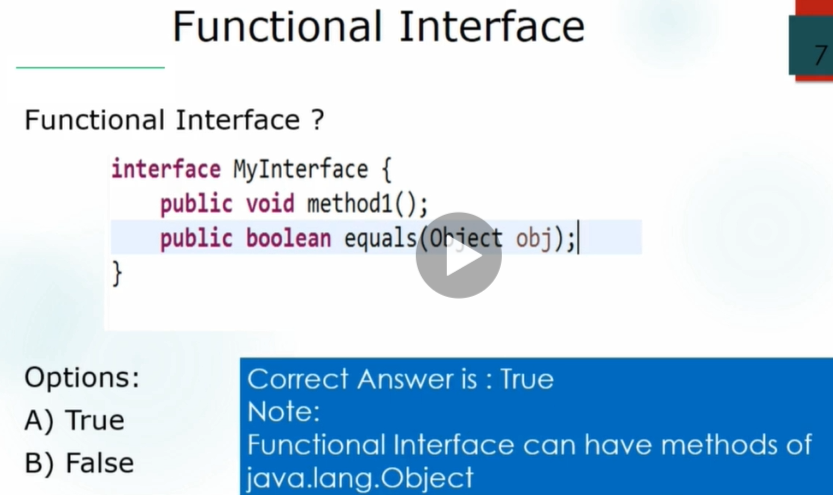 Functional Interface
7
Functional Interface ?
interface MyInterface {
public void method1();
public boolean equals(Object obj);
}
Options:
A) True
B) False
Correct Answer is : True
Note:
Functional Interface can have methods of
java.lang.Object